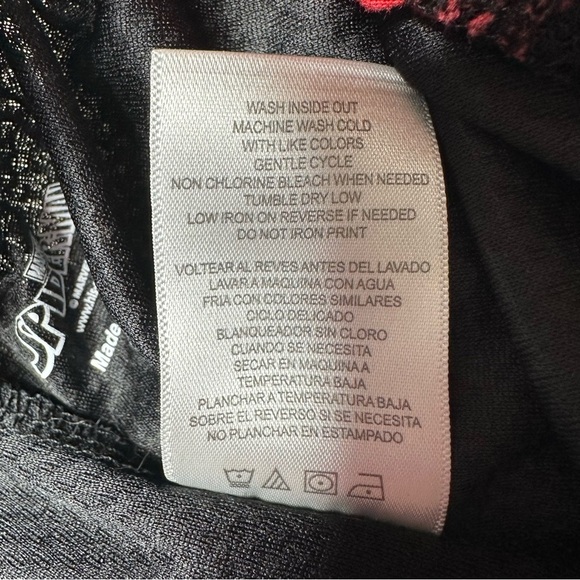 WASH INSIDE OUT
MACHINE WASH COLD
WITH LIKE COLORS
GENTLE CYCLE
NON CHLORINE BLEACH WHEN NEEDED
TUMBLE DRY LOW
LOW IRON ON REVERSE IF NEEDED
DO NOT IRON PRINT
VOLTEAR AL REVES ANTES DEL LAVADO
LAVAR A MAQUINA CON AGUA
FRIA CON COLORES SIMILARES
CICLO DELICADO
BLANQUEADOR SIN CLORO
CUANDO SE NECESITA
SECAR EN MAQUINA A
TEMPERATURA BAJA
PLANCHAR A TEMPERATURA BAJA
SOBRE EL REVERSO SI SE NECESITA
NO PLANCHAR EN ESTAMPADO
Made